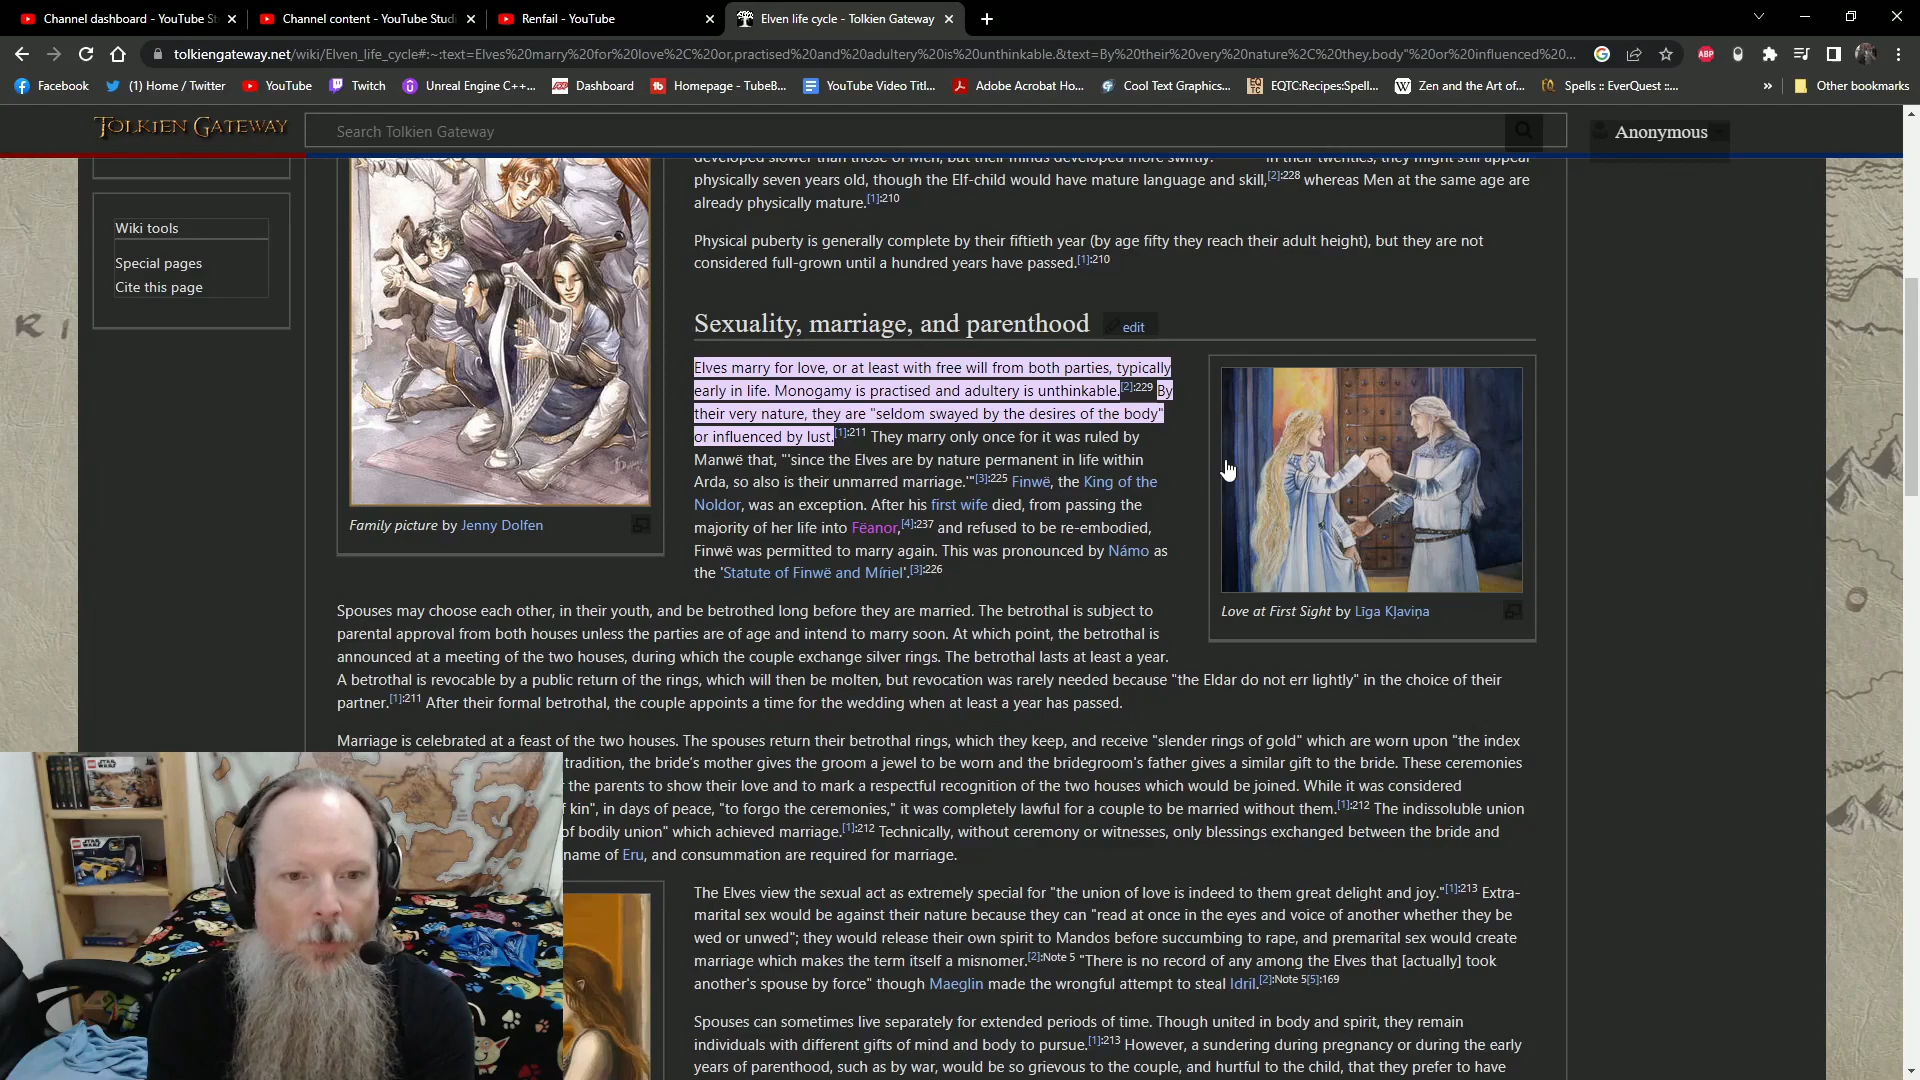 Channel dashboard - YouTube St
Channel content - YouTube Studi
Renfail - YouTube
Elven life cycle - Tolkien Gateway
tolkiengateway.net/wiki/Elven_life_cycle#:~:text=Elves%20marry%20for%20love%2C%20or,practised%20and%20adultery%20is%20unthinkable.&text=By%20their%20very%20nature%2C%20they,body"%20or%20influenced%20...
ABP
Facebook
(1) Home / Twitter
YouTube
Twitch
Unreal Engine C++...
Dashboard
Homepage - TubeB...
YouTube Video Titl...
Adobe Acrobat Ho...
Cool Text Graphics...
EQTC:Recipes:Spell...
Zen and the Art of...
Spells :: EverQuest ::...
»
Other bookmarks
TOLKIEN GATEWAY
Search Tolkien Gateway
Anonymous
developed slower than those of Men, but their minds developed more swiftly. In their twenties, they might still appear
physically seven years old, though the Elf-child would have mature language and skill,[2]:228 whereas Men at the same age are
already physically mature.[1]:210
Wiki tools
Special pages
Cite this page
Physical puberty is generally complete by their fiftieth year (by age fifty they reach their adult height), but they are not
considered full-grown until a hundred years have passed.[1]:210
Sexuality, marriage, and parenthood
edit
Elves marry for love, or at least with free will from both parties, typically
early in life. Monogamy is practised and adultery is unthinkable.[2]:229 By
their very nature, they are "seldom swayed by the desires of the body"
or influenced by lust.[1]:211 They marry only once for it was ruled by
Manwë that, "'since the Elves are by nature permanent in life within
Arda, so also is their unmarred marriage.'"[3]:225 Finwë, the King of the
Noldor, was an exception. After his first wife died, from passing the
majority of her life into Fëanor,[4]:237 and refused to be re-embodied,
Finwë was permitted to marry again. This was pronounced by Námo as
the 'Statute of Finwë and Míriel'.[3]:226
Family picture by Jenny Dolfen
Love at First Sight by Līga Kļaviņa
Spouses may choose each other, in their youth, and be betrothed long before they are married. The betrothal is subject to
parental approval from both houses unless the parties are of age and intend to marry soon. At which point, the betrothal is
announced at a meeting of the two houses, during which the couple exchange silver rings. The betrothal lasts at least a year.
A betrothal is revocable by a public return of the rings, which will then be molten, but revocation was rarely needed because "the Eldar do not err lightly" in the choice of their
partner.[1]:211 After their formal betrothal, the couple appoints a time for the wedding when at least a year has passed.
Marriage is celebrated at a feast of the two houses. The spouses return their betrothal rings, which they keep, and receive "slender rings of gold" which are worn upon "the index
tradition, the bride's mother gives the groom a jewel to be worn and the bridegroom's father gives a similar gift to the bride. These ceremonies
the parents to show their love and to mark a respectful recognition of the two houses which would be joined. While it was considered
f kin", in days of peace, "to forgo the ceremonies," it was completely lawful for a couple to be married without them.[1]:212 The indissoluble union
of bodily union" which achieved marriage.[1]:212 Technically, without ceremony or witnesses, only blessings exchanged between the bride and
name of Eru, and consummation are required for marriage.
The Elves view the sexual act as extremely special for "the union of love is indeed to them great delight and joy."[1]:213 Extra-
marital sex would be against their nature because they can "read at once in the eyes and voice of another whether they be
wed or unwed"; they would release their own spirit to Mandos before succumbing to rape, and premarital sex would create
marriage which makes the term itself a misnomer.[2]:Note 5 "There is no record of any among the Elves that [actually] took
another's spouse by force" though Maeglin made the wrongful attempt to steal Idril.[2]:Note 5[5]:169
Spouses can sometimes live separately for extended periods of time. Though united in body and spirit, they remain
individuals with different gifts of mind and body to pursue.[1]:213 However, a sundering during pregnancy or during the early
years of parenthood, such as by war, would be so grievous to the couple, and hurtful to the child, that they prefer to have